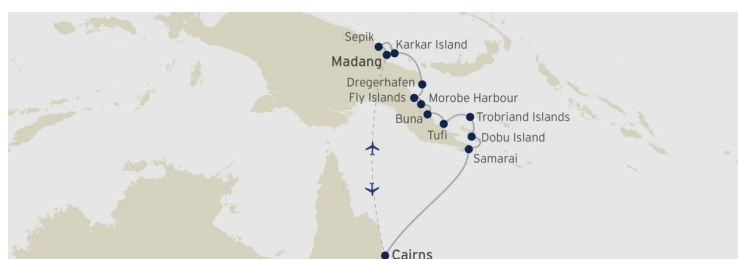 Sepik
Karkar Island
Madang
Dregerhafen
Fly Islands
Morobe Harbour
Buna
Trobriand Islands
Tufi
Dobu Island
Samarai
Cairns